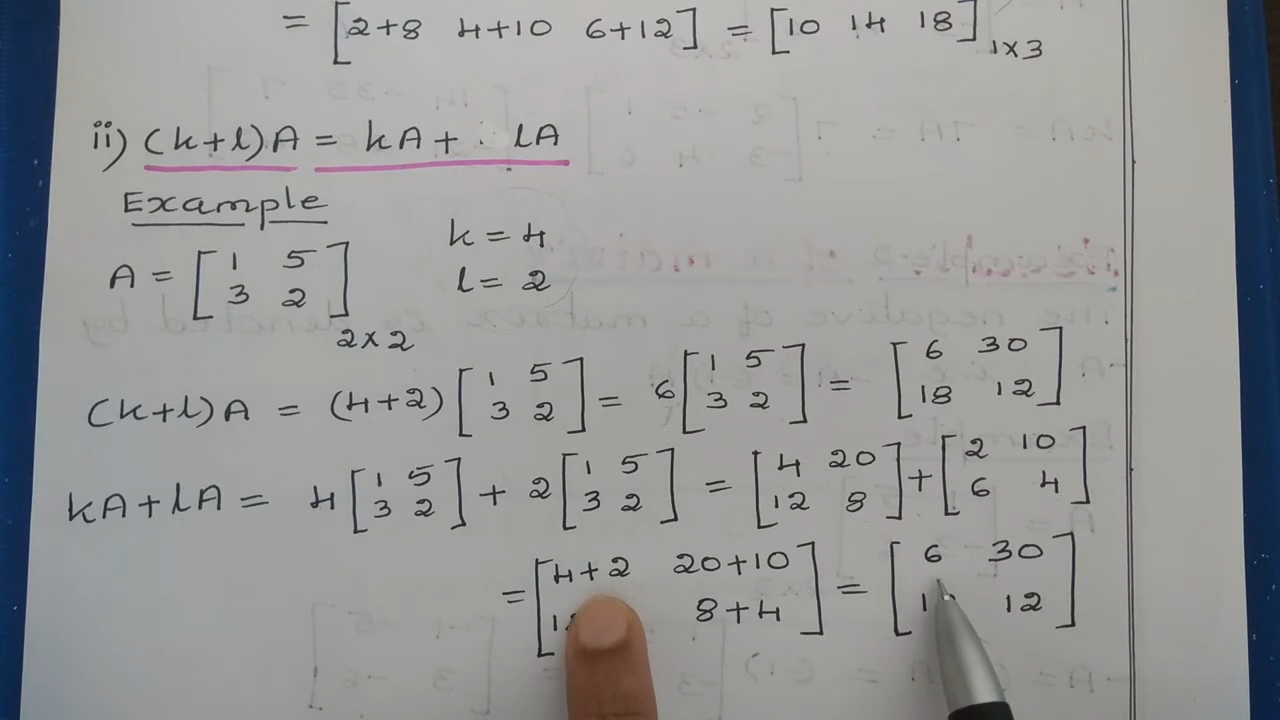 = [2+8 4+10 6+12] = [10 14 18] 1×3
ii) (k+l)A = kA + lA
Example
A = [1 5
3 2] 2×2
k = 4
l = 2
(k+l)A = (4+2) [1 5
3 2] = 6 [1 5
3 2] = [6 30
18 12]
kA+lA = 4 [1 5
3 2] + 2 [1 5
3 2] = [4 20
12 8] + [2 10
6 4]
= [4+2 20+10
8+4] = [6 30
12]